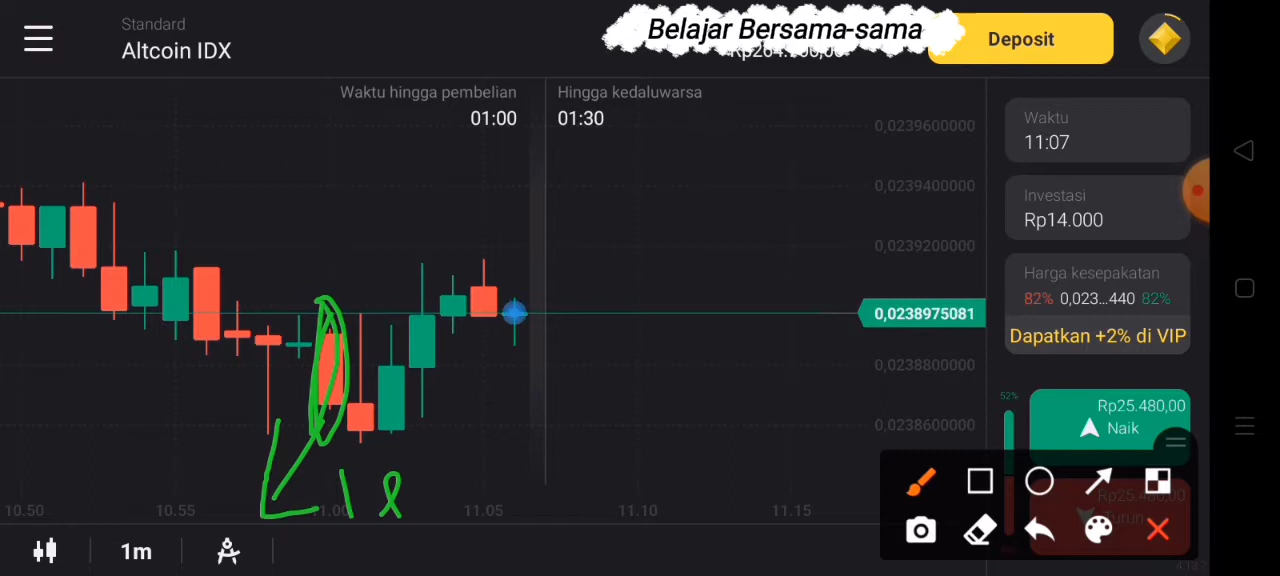 Standard
Altcoin IDX
Belajar Bersama-sama
Deposit
Waktu hingga pembelian
01:00
Hingga kedaluwarsa
01:30
0,0239600000
0,0239400000
0,0239200000
0,0238975081
0,0238800000
0,0238600000
Waktu
11:07
Investasi
Rp14.000
Harga kesepakatan
82% 0,023...440 82%
Dapatkan +2% di VIP
52%
Rp25.480,00
Naik
Rp25.480,00
Turun
10.50 10.55 11.00 11.05 11.10 11.15
1m